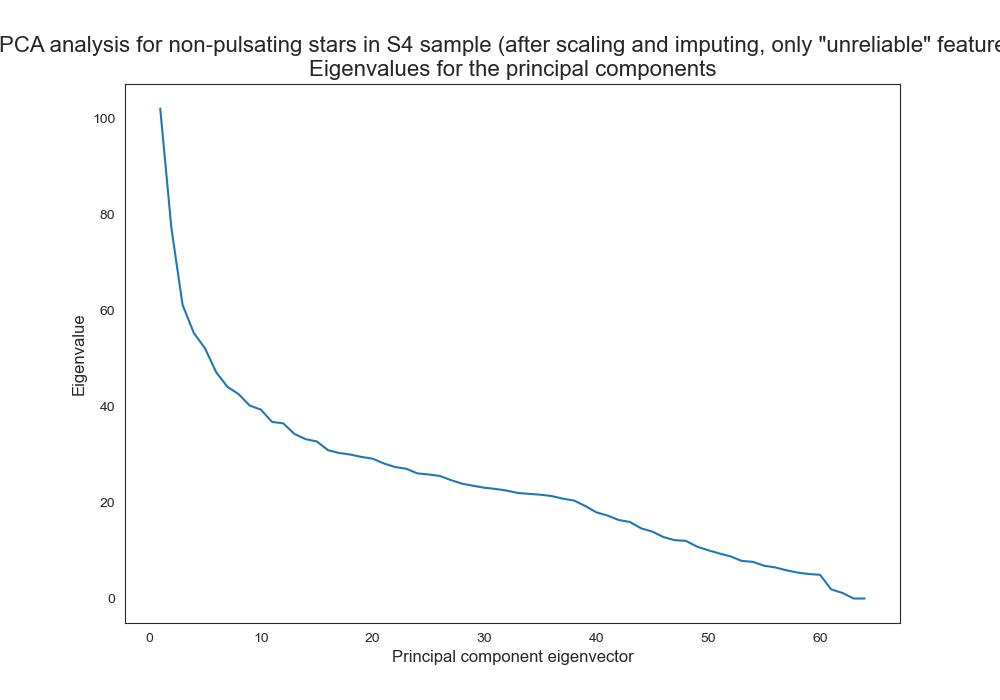 PCA analysis for non-pulsating stars in S4 sample (after scaling and imputing, only "unreliable" feature
Eigenvalues for the principal components
100
80
60
40
20
0
Eigenvalue
0 10 20 30 40 50 60
Principal component eigenvector